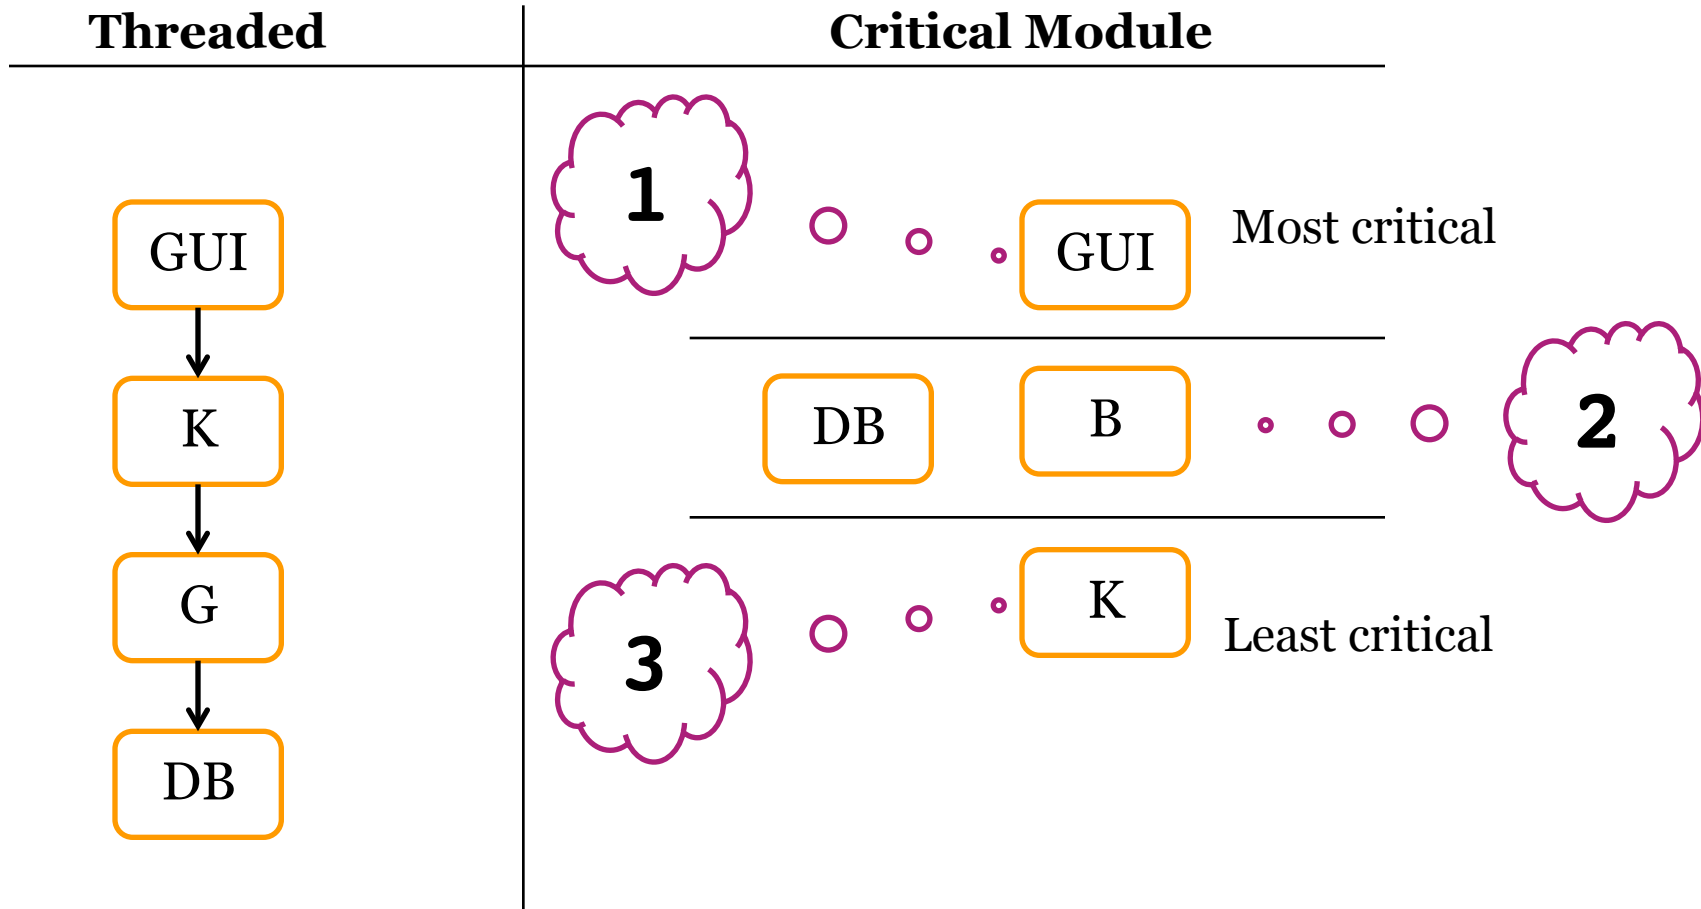 Threaded
Critical Module
GUI
K
G
DB
1
GUI
Most critical
DB
B
2
3
K
Least critical